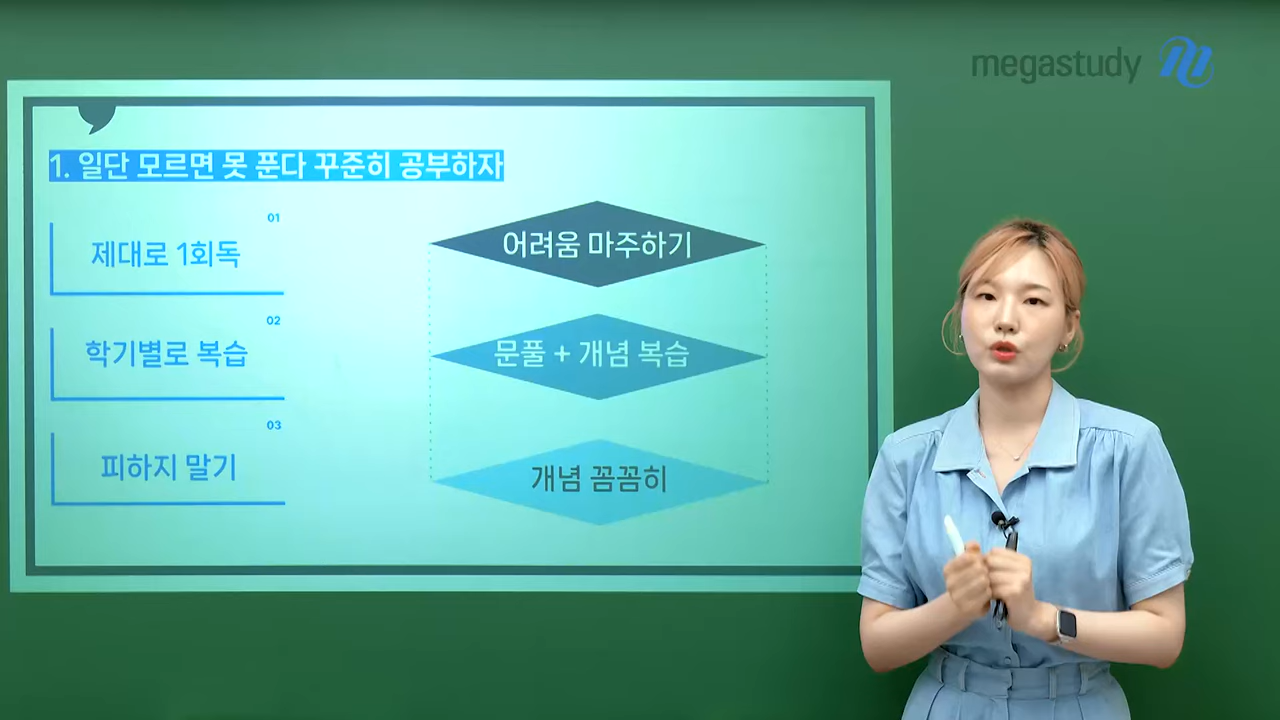 megastudy
1. 일단 모르면 못 푼다 꾸준히 공부하자
01
제대로 1회독
02
학기별로 복습
03
피하지 말기
어려움 마주하기
문풀 + 개념 복습
개념 꼼꼼히